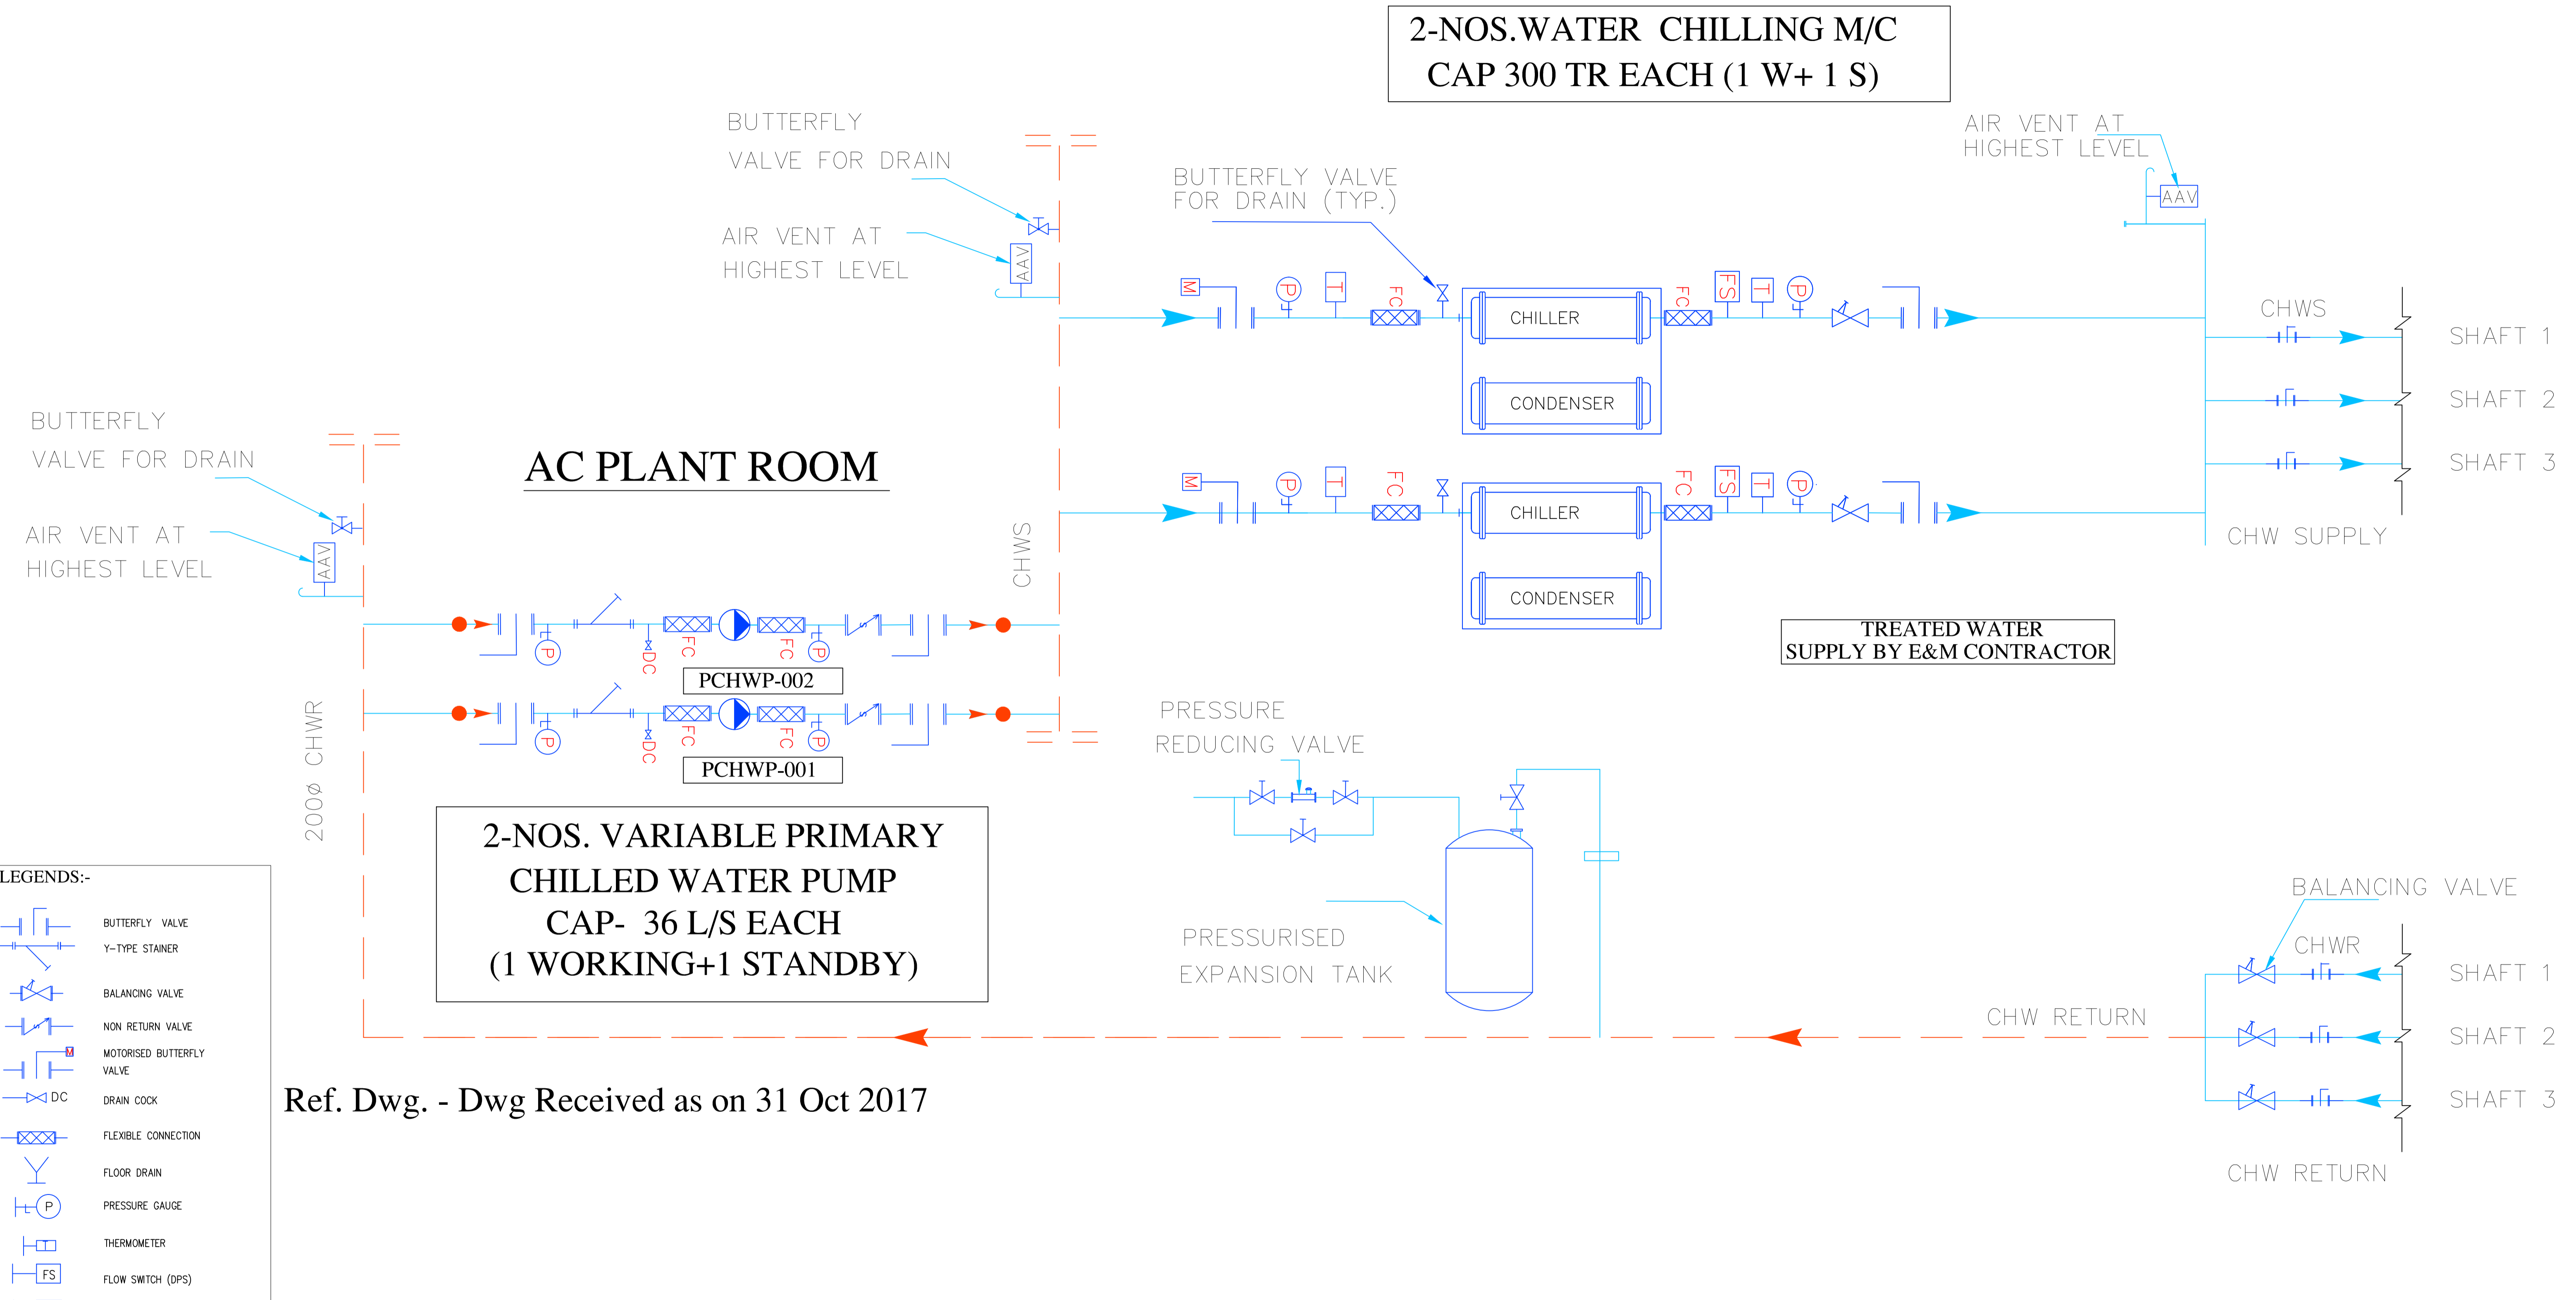 2-NOS.WATER CHILLING M/C
CAP 300 TR EACH (1 W+ 1 S)
BUTTERFLY
VALVE FOR DRAIN
AIR VENT AT
HIGHEST LEVEL
AAV
BUTTERFLY VALVE
FOR DRAIN (TYP.)
AIR VENT AT
HIGHEST LEVEL
AAV
M
P
T
FC
CHILLER
CONDENSER
FC
FS
T
P
CHWS
SHAFT 1
SHAFT 2
SHAFT 3
CHW SUPPLY
BUTTERFLY
VALVE FOR DRAIN
AIR VENT AT
HIGHEST LEVEL
AAV
AC PLANT ROOM
CHWS
M
P
T
FC
CHILLER
CONDENSER
FC
FS
T
P
TREATED WATER
SUPPLY BY E&M CONTRACTOR
P
DC
FC
FC
P
S
PCHWP-002
P
DC
FC
FC
P
S
PCHWP-001
200ø CHWR
2-NOS. VARIABLE PRIMARY
CHILLED WATER PUMP
CAP- 36 L/S EACH
(1 WORKING+1 STANDBY)
PRESSURE
REDUCING VALVE
PRESSURISED
EXPANSION TANK
BALANCING VALVE
CHWR
SHAFT 1
SHAFT 2
SHAFT 3
CHW RETURN
CHW RETURN
Ref. Dwg. - Dwg Received as on 31 Oct 2017
LEGENDS:-
BUTTERFLY VALVE
Y-TYPE STAINER
BALANCING VALVE
S NON RETURN VALVE
M MOTORISED BUTTERFLY
VALVE
DC DRAIN COCK
FLEXIBLE CONNECTION
FLOOR DRAIN
P PRESSURE GAUGE
T THERMOMETER
FS FLOW SWITCH (DPS)